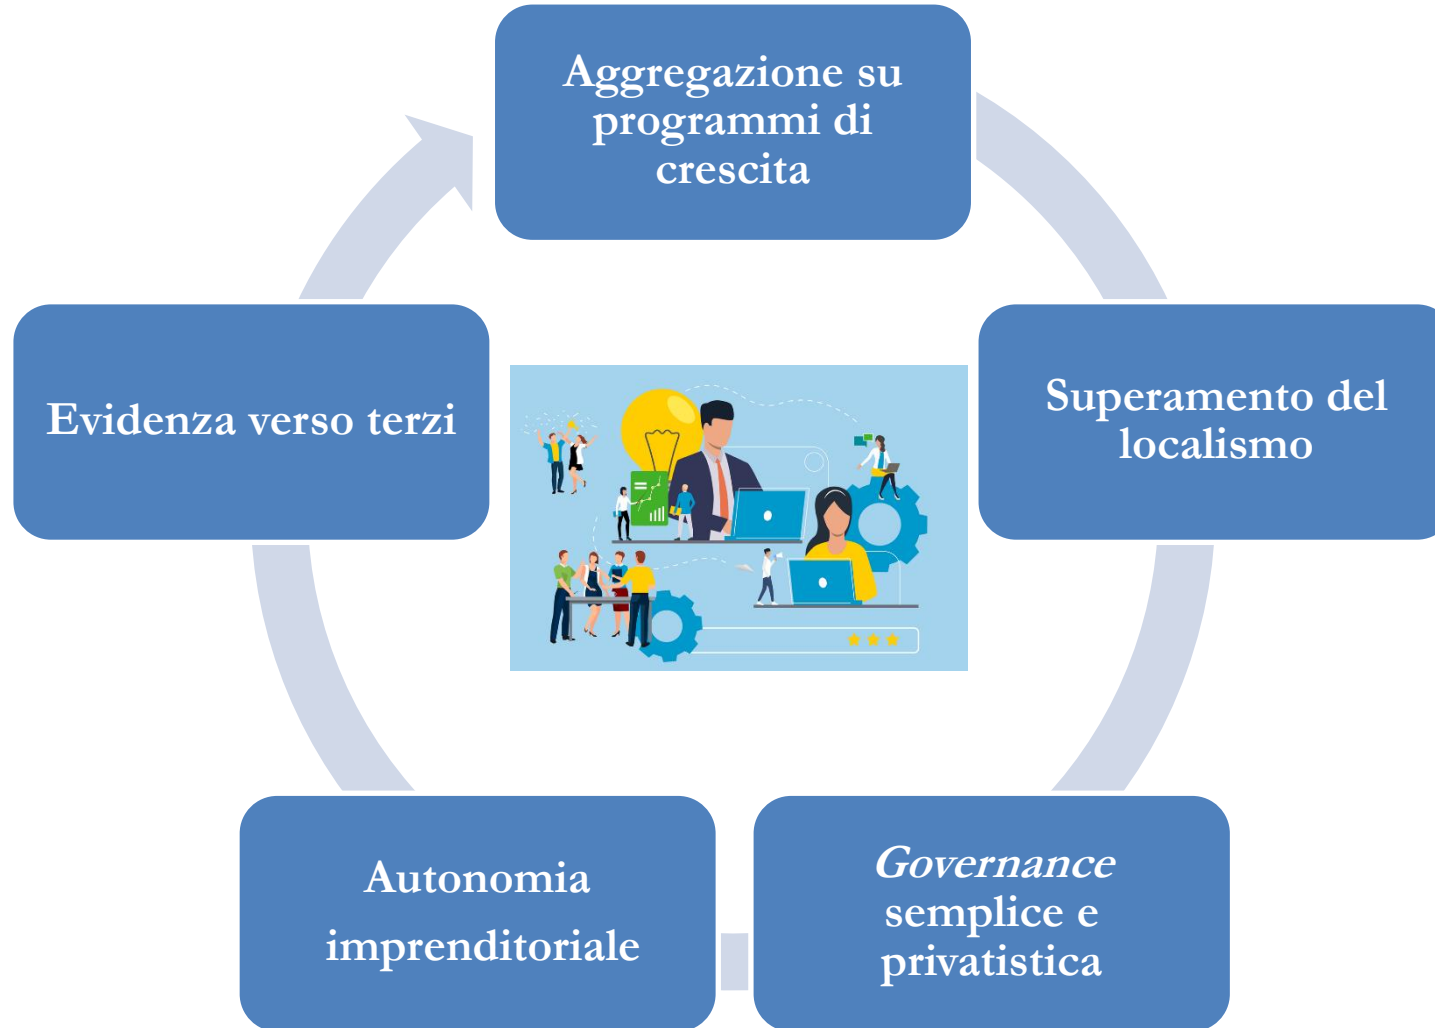 Aggregazione su
programmi di
crescita
Evidenza verso terzi
Superamento del
localismo
Autonomia
imprenditoriale
Governance
semplice e
privatistica